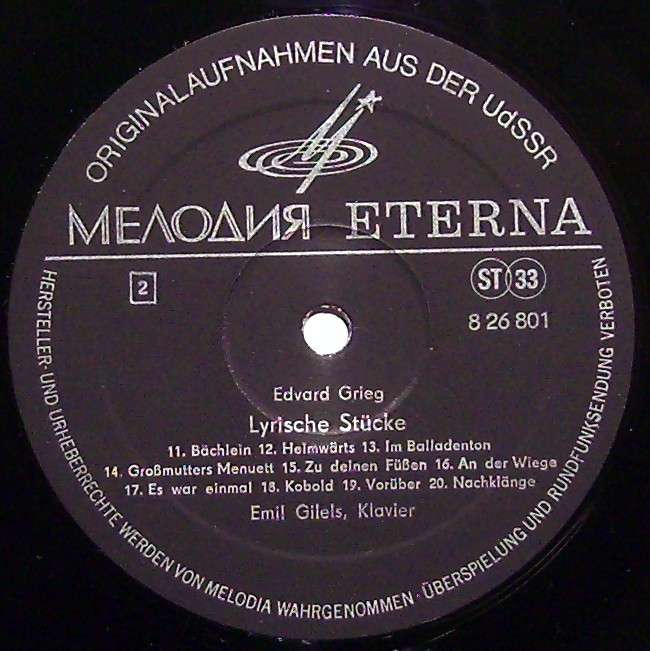 ORIGINALAUFNAHMEN AUS DER UdSSR
МЕЛОДИЯ ETERNA
2
ST 33
8 26 801
Edvard Grieg
Lyrische Stücke
11. Bächlein 12. Heimwärts 13. Im Balladenton
14. Großmutters Menuett 15. Zu deinen Füßen 16. An der Wiege
17. Es war einmal 18. Kobold 19. Vorüber 20. Nachklänge
Emil Gilels, Klavier
HERSTELLER- UND URHEBERRECHTE WERDEN VON MELODIA WAHRGENOMMEN · ÜBERSPIELUNG UND RUNDFUNKSENDUNG VERBOTEN